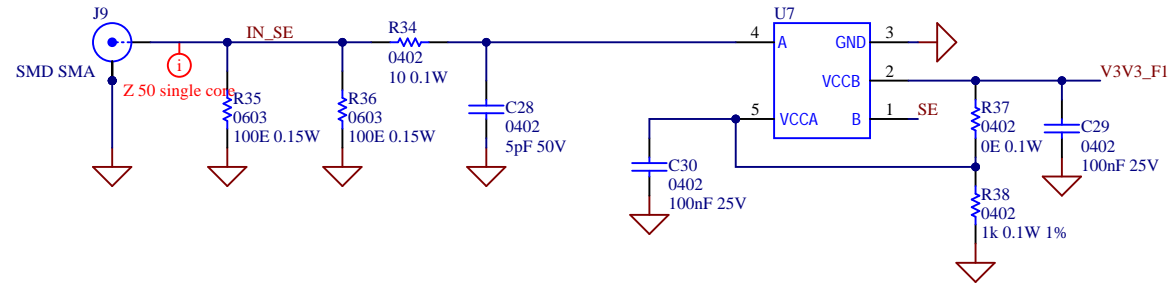 J9
SMD SMA
i
Z 50 single core
IN_SE
R35
0603
100E 0.15W
R36
0603
100E 0.15W
R34
0402
10 0.1W
C28
0402
5pF 50V
U7
4
A
GND
3
VCCB
2
5
VCCA
B
1
SE
C30
0402
100nF 25V
V3V3_F1
R37
0402
0E 0.1W
C29
0402
100nF 25V
R38
0402
1k 0.1W 1%